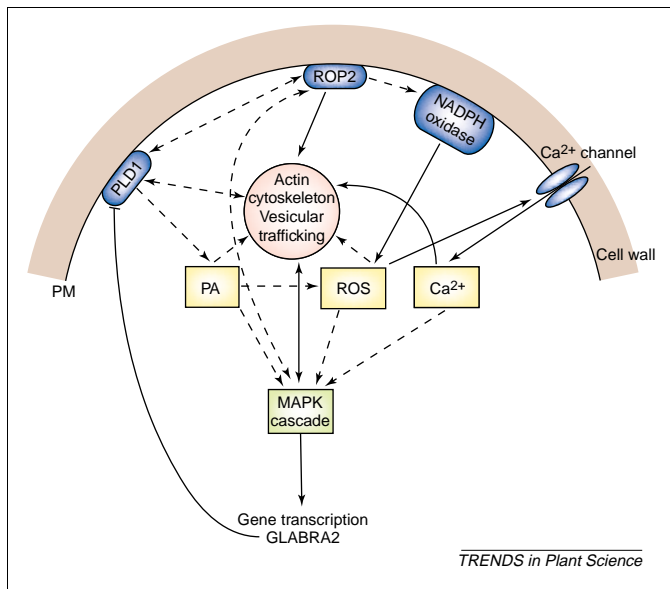 ROP2
NADPH
oxidase
Ca2+ channel
PLD1
Actin
cytoskeleton
Vesicular
trafficking
Cell wall
PM
PA
ROS
Ca2+
MAPK
cascade
Gene transcription
GLABRA2
TRENDS in Plant Science